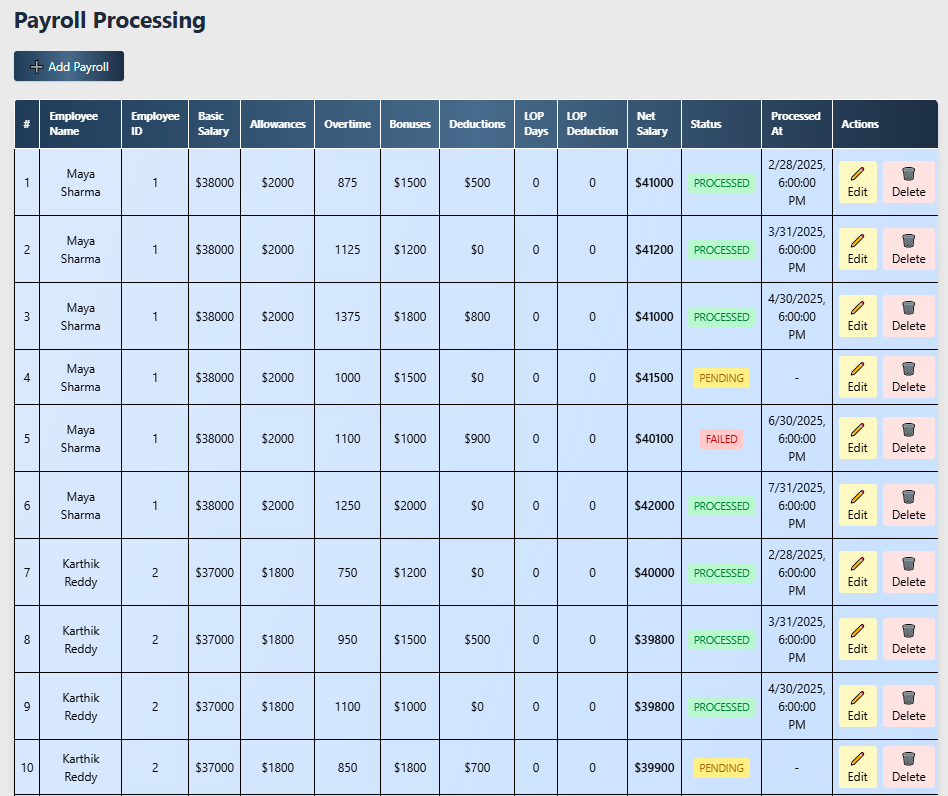 Payroll Processing
Add Payroll
# Employee Name Employee ID Basic Salary Allowances Overtime Bonuses Deductions LOP Days LOP Deduction Net Salary Status Processed At Actions
1 Maya Sharma 1 $38000 $2000 875 $1500 $500 0 0 $41000 PROCESSED 2/28/2025, 6:00:00 PM Edit Delete
2 Maya Sharma 1 $38000 $2000 1125 $1200 $0 0 0 $41200 PROCESSED 3/31/2025, 6:00:00 PM Edit Delete
3 Maya Sharma 1 $38000 $2000 1375 $1800 $800 0 0 $41000 PROCESSED 4/30/2025, 6:00:00 PM Edit Delete
4 Maya Sharma 1 $38000 $2000 1000 $1500 $0 0 0 $41500 PENDING - Edit Delete
5 Maya Sharma 1 $38000 $2000 1100 $1000 $900 0 0 $40100 FAILED 6/30/2025, 6:00:00 PM Edit Delete
6 Maya Sharma 1 $38000 $2000 1250 $2000 $0 0 0 $42000 PROCESSED 7/31/2025, 6:00:00 PM Edit Delete
7 Karthik Reddy 2 $37000 $1800 750 $1200 $0 0 0 $40000 PROCESSED 2/28/2025, 6:00:00 PM Edit Delete
8 Karthik Reddy 2 $37000 $1800 950 $1500 $500 0 0 $39800 PROCESSED 3/31/2025, 6:00:00 PM Edit Delete
9 Karthik Reddy 2 $37000 $1800 1100 $1000 $0 0 0 $39800 PROCESSED 4/30/2025, 6:00:00 PM Edit Delete
10 Karthik Reddy 2 $37000 $1800 850 $1800 $700 0 0 $39900 PENDING - Edit Delete